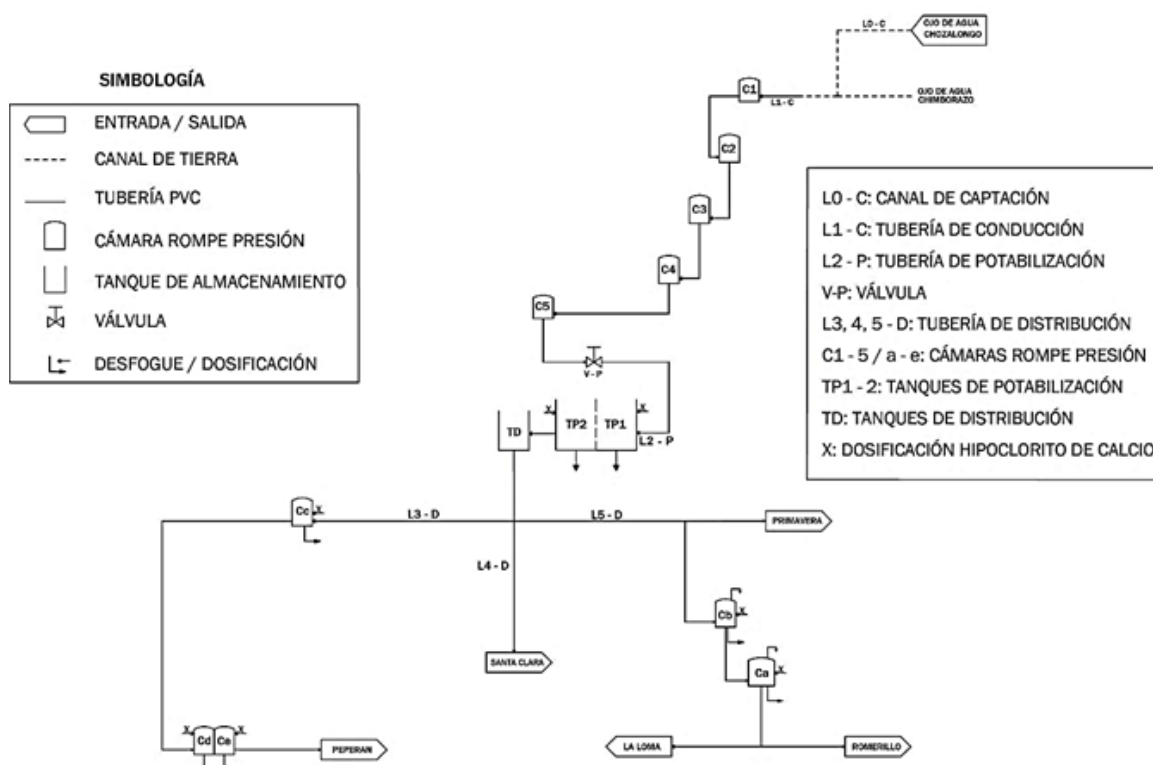 L0 - C
OJO DE AGUA
CHOZALONGO
SIMBOLOGÍA
ENTRADA / SALIDA
CANAL DE TIERRA
TUBERÍA PVC
CÁMARA ROMPE PRESIÓN
TANQUE DE ALMACENAMIENTO
VÁLVULA
DESFOGUE / DOSIFICACIÓN
C1
L1 - C
OJO DE AGUA
CHIMBORAZO
C2
C3
C4
C5
V - P
L0 - C: CANAL DE CAPTACIÓN
L1 - C: TUBERÍA DE CONDUCCIÓN
L2 - P: TUBERÍA DE POTABILIZACIÓN
V-P: VÁLVULA
L3, 4, 5 - D: TUBERÍA DE DISTRIBUCIÓN
C1 - 5 / a - e: CÁMARAS ROMPE PRESIÓN
TP1 - 2: TANQUES DE POTABILIZACIÓN
TD: TANQUES DE DISTRIBUCIÓN
X: DOSIFICACIÓN HIPOCLORITO DE CALCIO
X
X
TD
TP2
TP1
L2 - P
Cc
X
L3 - D
L5 - D
PRIMAVERA
L4 - D
Cb
X
SANTA CLARA
Ca
X
X
X
Cd
Ce
PEPERAN
LA LOMA
ROMERILLO